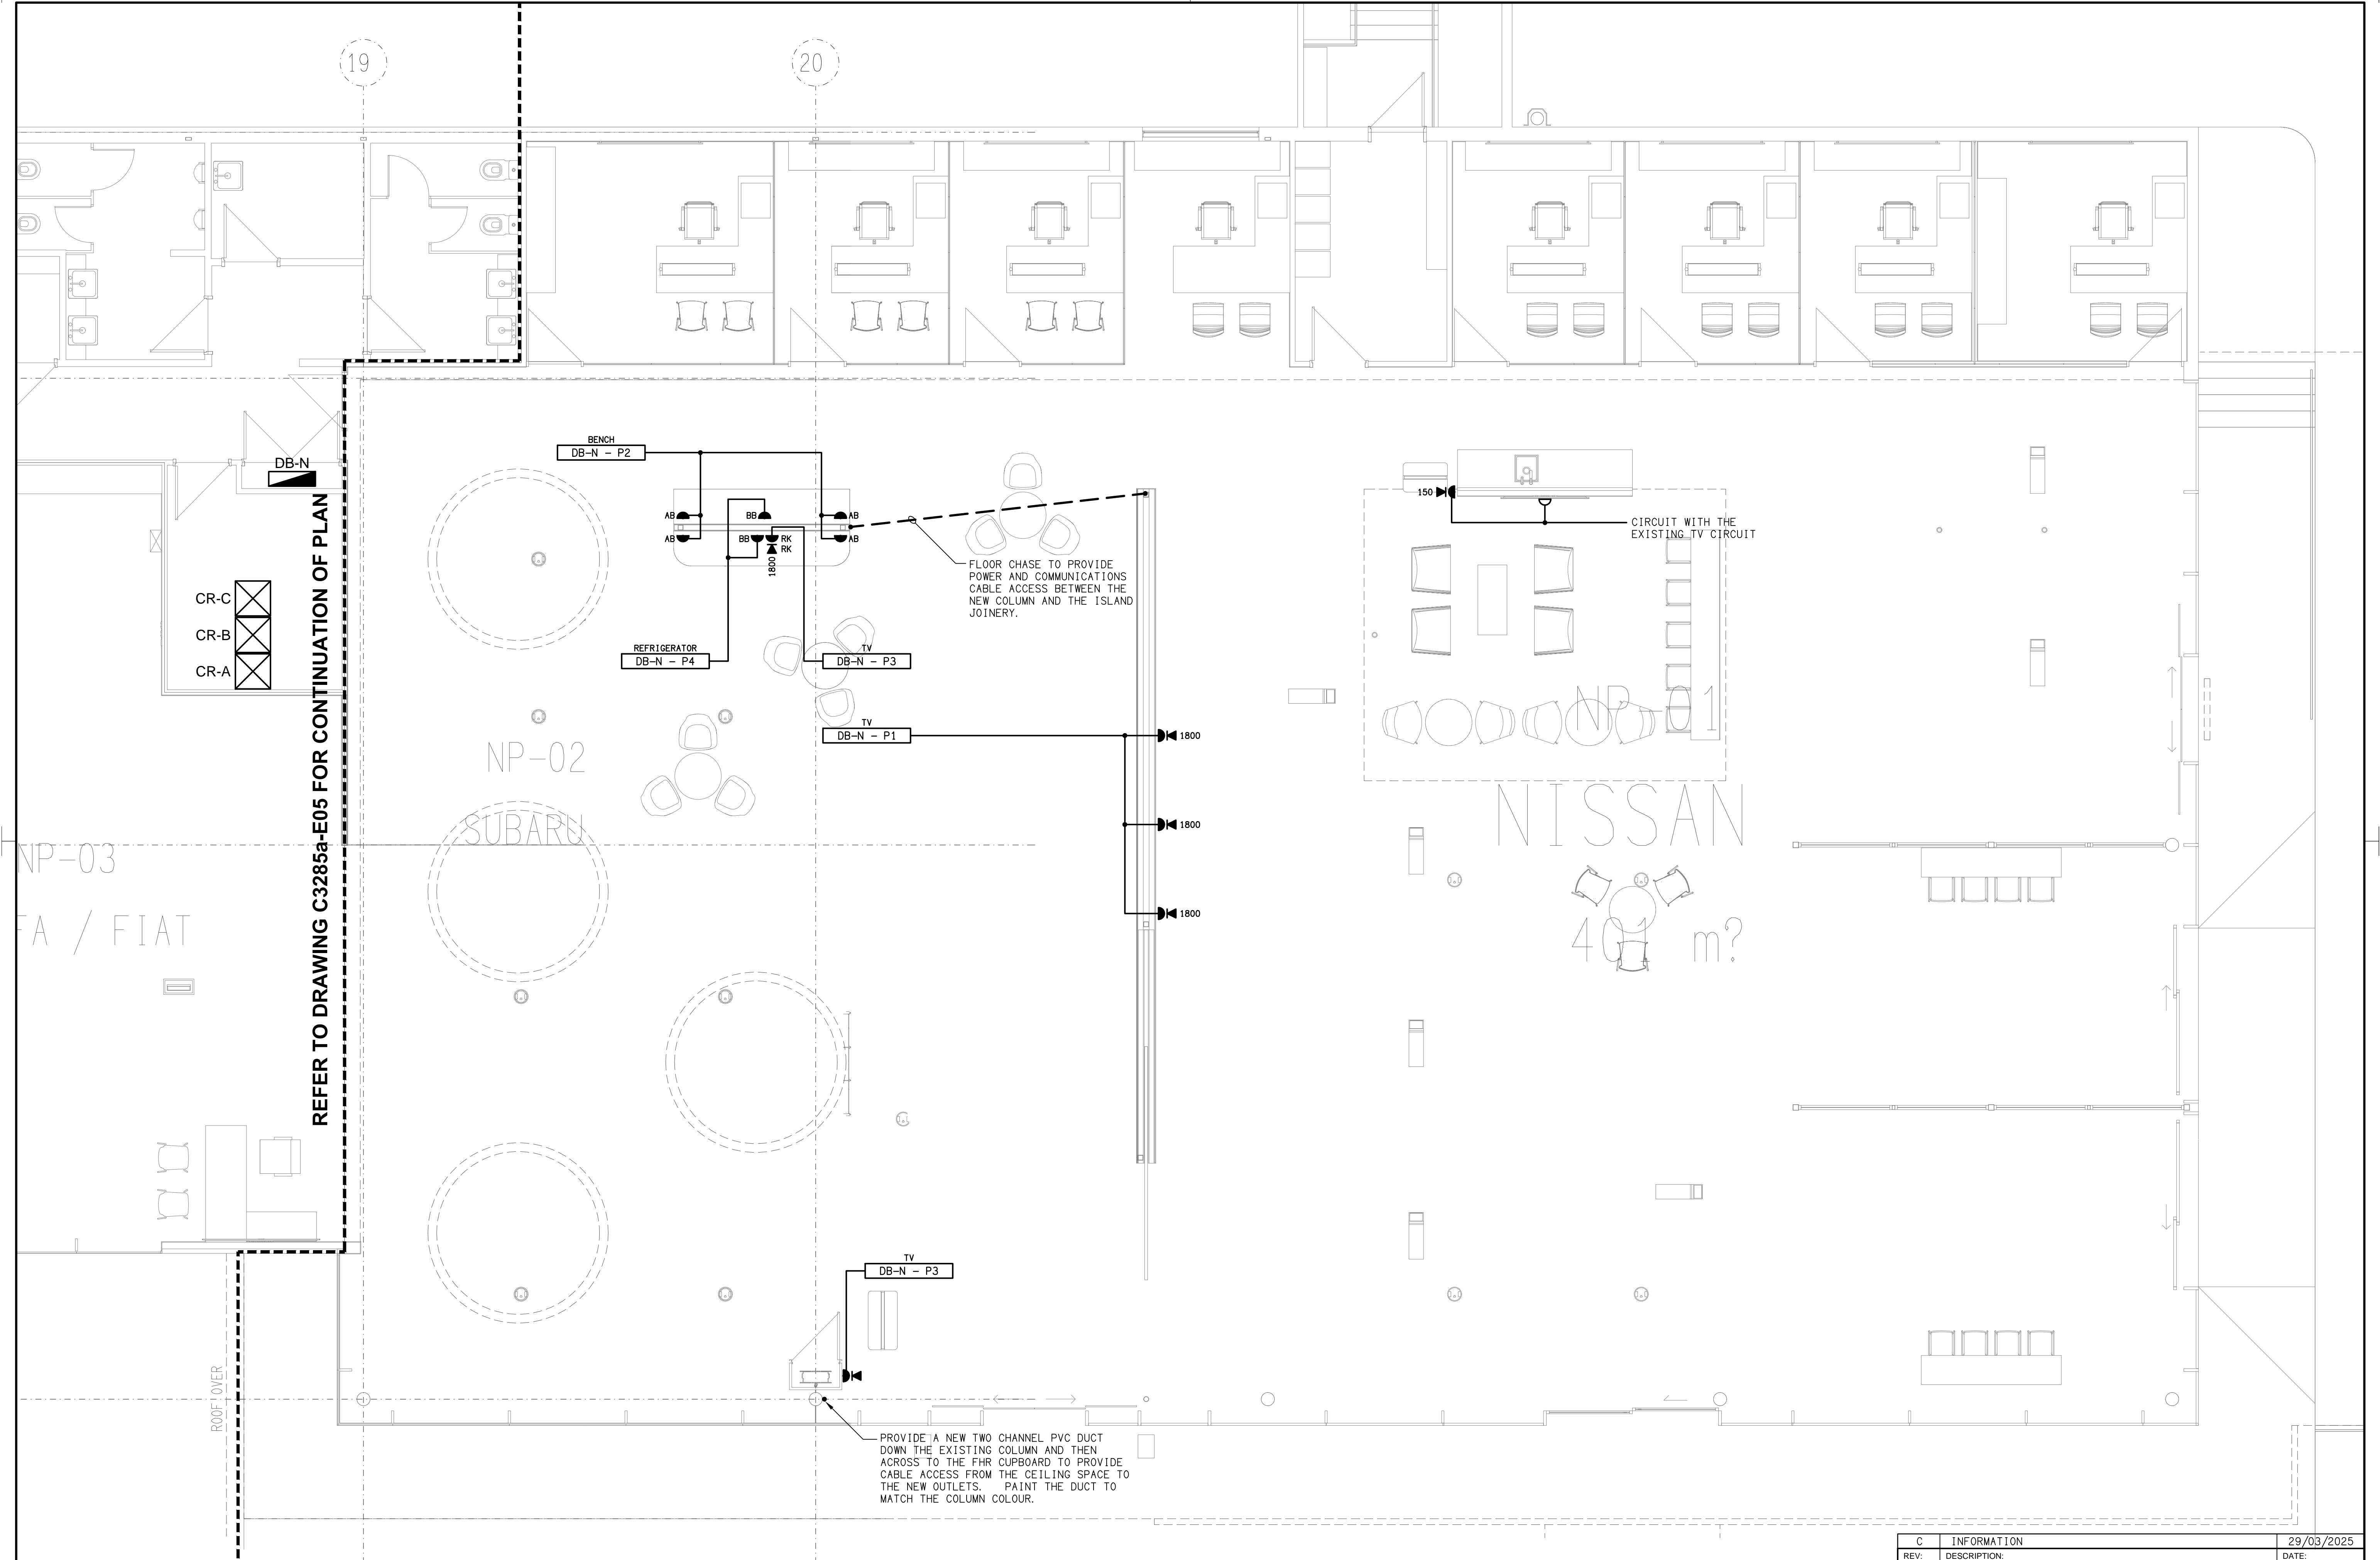 19
20
BENCH
DB-N - P2
DB-N
AB
BB
AB
AB
BB
RK
AB
RK
1800
150
CIRCUIT WITH THE
EXISTING TV CIRCUIT
FLOOR CHASE TO PROVIDE
POWER AND COMMUNICATIONS
CABLE ACCESS BETWEEN THE
NEW COLUMN AND THE ISLAND
JOINERY.
CR-C
CR-B
CR-A
REFRIGERATOR
DB-N - P4
TV
DB-N - P3
REFER TO DRAWING C3285a-E05 FOR CONTINUATION OF PLAN
TV
DB-N - P1
1800
1800
1800
NP-01
NISSAN
401 m?
NP-02
SUBARU
NP-03
FA / FIAT
TV
DB-N - P3
ROOF OVER
PROVIDE A NEW TWO CHANNEL PVC DUCT
DOWN THE EXISTING COLUMN AND THEN
ACROSS TO THE FHR CUPBOARD TO PROVIDE
CABLE ACCESS FROM THE CEILING SPACE TO
THE NEW OUTLETS. PAINT THE DUCT TO
MATCH THE COLUMN COLOUR.
C INFORMATION 29/03/2025
REV: DESCRIPTION: DATE: